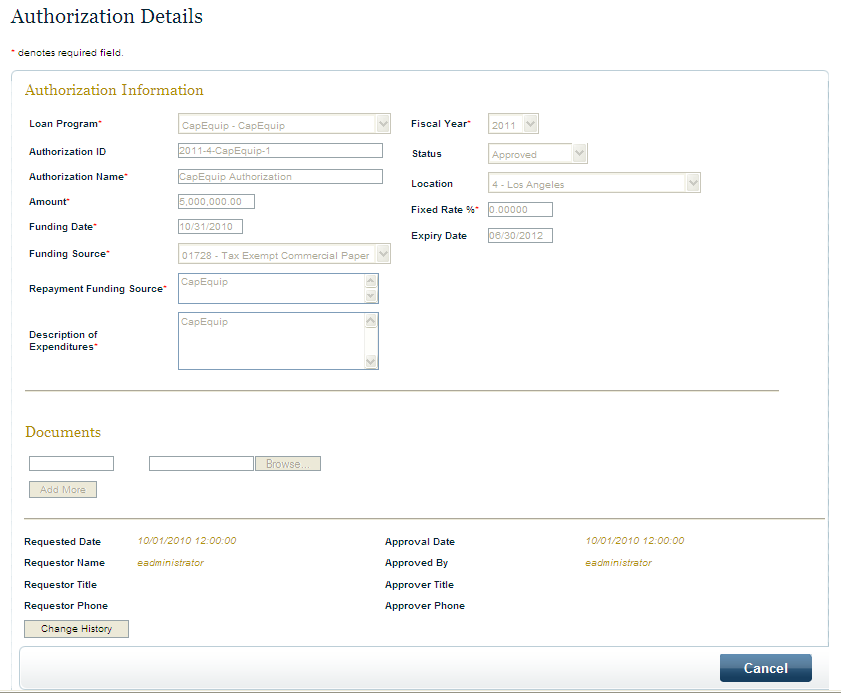 Authorization Details
* denotes required field.
Authorization Information
Loan Program* CapEquip - CapEquip Fiscal Year* 2011
Authorization ID 2011-4-CapEquip-1 Status Approved
Authorization Name* CapEquip Authorization Location 4 - Los Angeles
Amount* 5,000,000.00 Fixed Rate %* 0.00000
Funding Date* 10/31/2010 Expiry Date 06/30/2012
Funding Source* 01728 - Tax Exempt Commercial Paper
Repayment Funding Source* CapEquip
Description of
Expenditures* CapEquip
Documents
Browse...
Add More
Requested Date 10/01/2010 12:00:00 Approval Date 10/01/2010 12:00:00
Requestor Name eadministrator Approved By eadministrator
Requestor Title Approver Title
Requestor Phone Approver Phone
Change History
Cancel